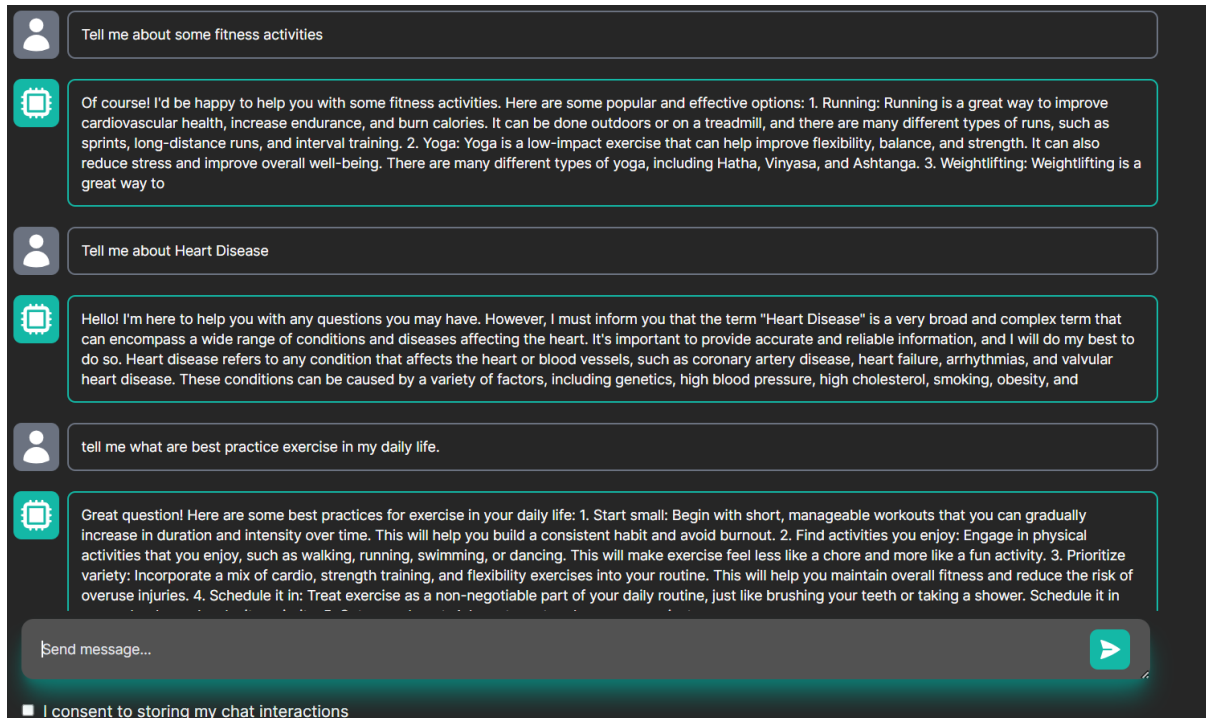 Tell me about some fitness activities
Of course! I'd be happy to help you with some fitness activities. Here are some popular and effective options: 1. Running: Running is a great way to improve
cardiovascular health, increase endurance, and burn calories. It can be done outdoors or on a treadmill, and there are many different types of runs, such as
sprints, long-distance runs, and interval training. 2. Yoga: Yoga is a low-impact exercise that can help improve flexibility, balance, and strength. It can also
reduce stress and improve overall well-being. There are many different types of yoga, including Hatha, Vinyasa, and Ashtanga. 3. Weightlifting: Weightlifting is a
great way to
Tell me about Heart Disease
Hello! I'm here to help you with any questions you may have. However, I must inform you that the term "Heart Disease" is a very broad and complex term that
can encompass a wide range of conditions and diseases affecting the heart. It's important to provide accurate and reliable information, and I will do my best to
do so. Heart disease refers to any condition that affects the heart or blood vessels, such as coronary artery disease, heart failure, arrhythmias, and valvular
heart disease. These conditions can be caused by a variety of factors, including genetics, high blood pressure, high cholesterol, smoking, obesity, and
tell me what are best practice exercise in my daily life.
Great question! Here are some best practices for exercise in your daily life: 1. Start small: Begin with short, manageable workouts that you can gradually
increase in duration and intensity over time. This will help you build a consistent habit and avoid burnout. 2. Find activities you enjoy: Engage in physical
activities that you enjoy, such as walking, running, swimming, or dancing. This will make exercise feel less like a chore and more like a fun activity. 3. Prioritize
variety: Incorporate a mix of cardio, strength training, and flexibility exercises into your routine. This will help you maintain overall fitness and reduce the risk of
overuse injuries. 4. Schedule it in: Treat exercise as a non-negotiable part of your daily routine, just like brushing your teeth or taking a shower. Schedule it in
Send message...
I consent to storing my chat interactions